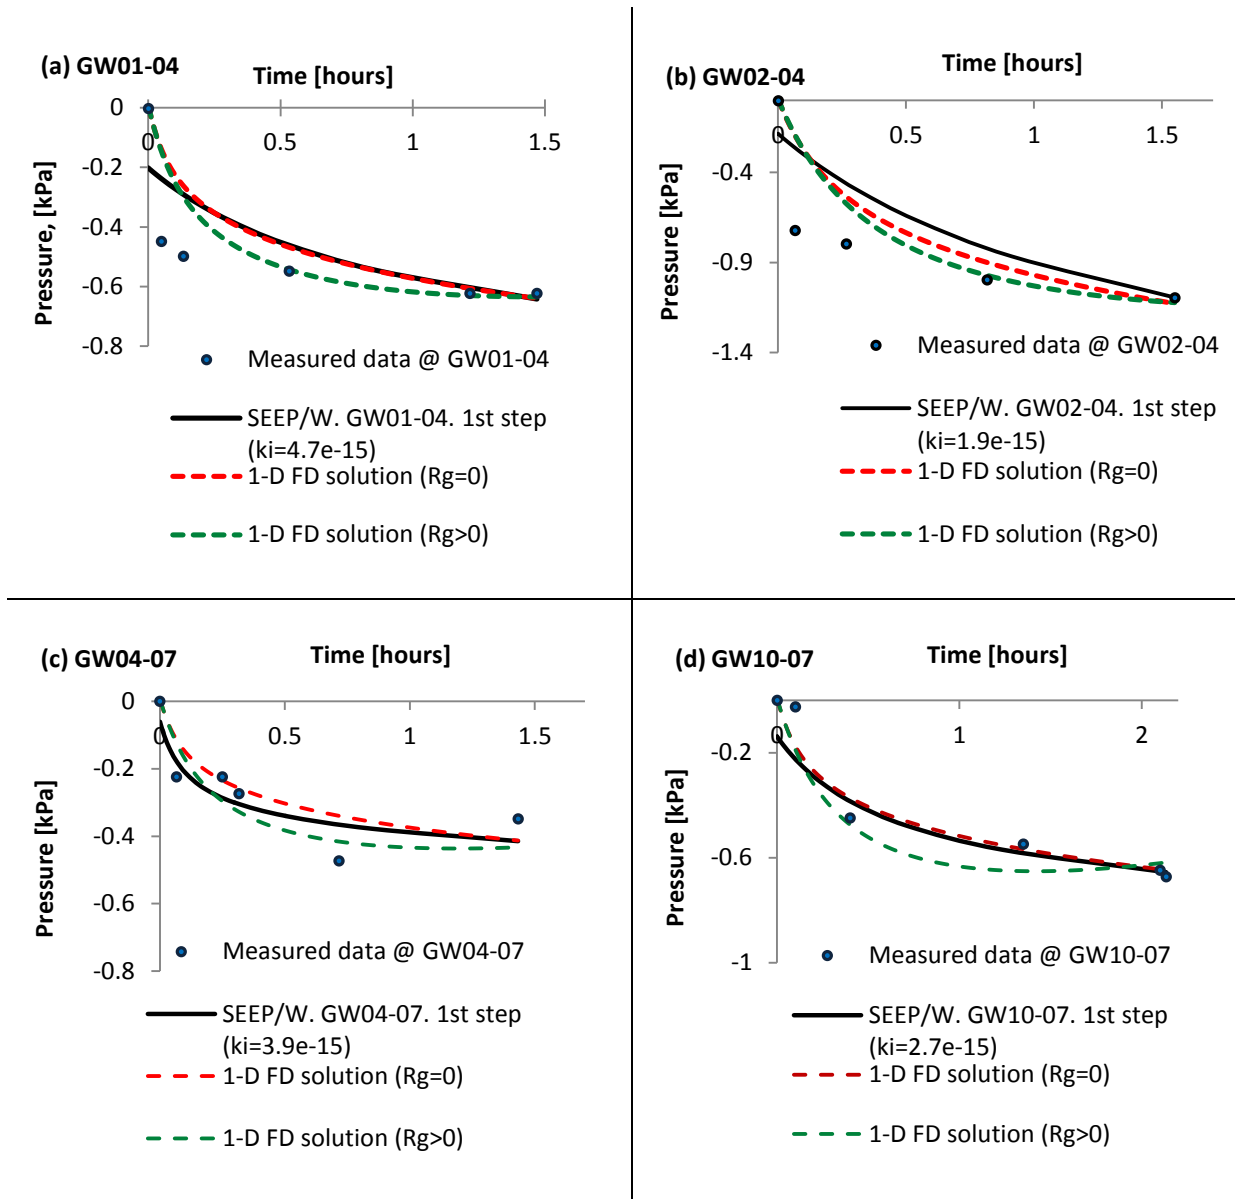 (a) GW01-04
Time [hours]
0
-0.2
-0.4
-0.6
-0.8
0
0.5
1
1.5
Pressure, [kPa]
Measured data @ GW01-04
SEEP/W. GW01-04. 1st step
(ki=4.7e-15)
1-D FD solution (Rg=0)
1-D FD solution (Rg>0)
(b) GW02-04
Time [hours]
0
0.5
1
1.5
-0.4
-0.9
-1.4
Pressure [kPa]
Measured data @ GW02-04
SEEP/W. GW02-04. 1st step
(ki=1.9e-15)
1-D FD solution (Rg=0)
1-D FD solution (Rg>0)
(c) GW04-07
Time [hours]
0
-0.2
-0.4
-0.6
-0.8
0
0.5
1
1.5
Pressure [kPa]
Measured data @ GW04-07
SEEP/W. GW04-07. 1st step
(ki=3.9e-15)
1-D FD solution (Rg=0)
1-D FD solution (Rg>0)
(d) GW10-07
Time [hours]
0
1
2
-0.2
-0.6
-1
Pressure [kPa]
Measured data @ GW10-07
SEEP/W. GW10-07. 1st step
(ki=2.7e-15)
1-D FD solution (Rg=0)
1-D FD solution (Rg>0)